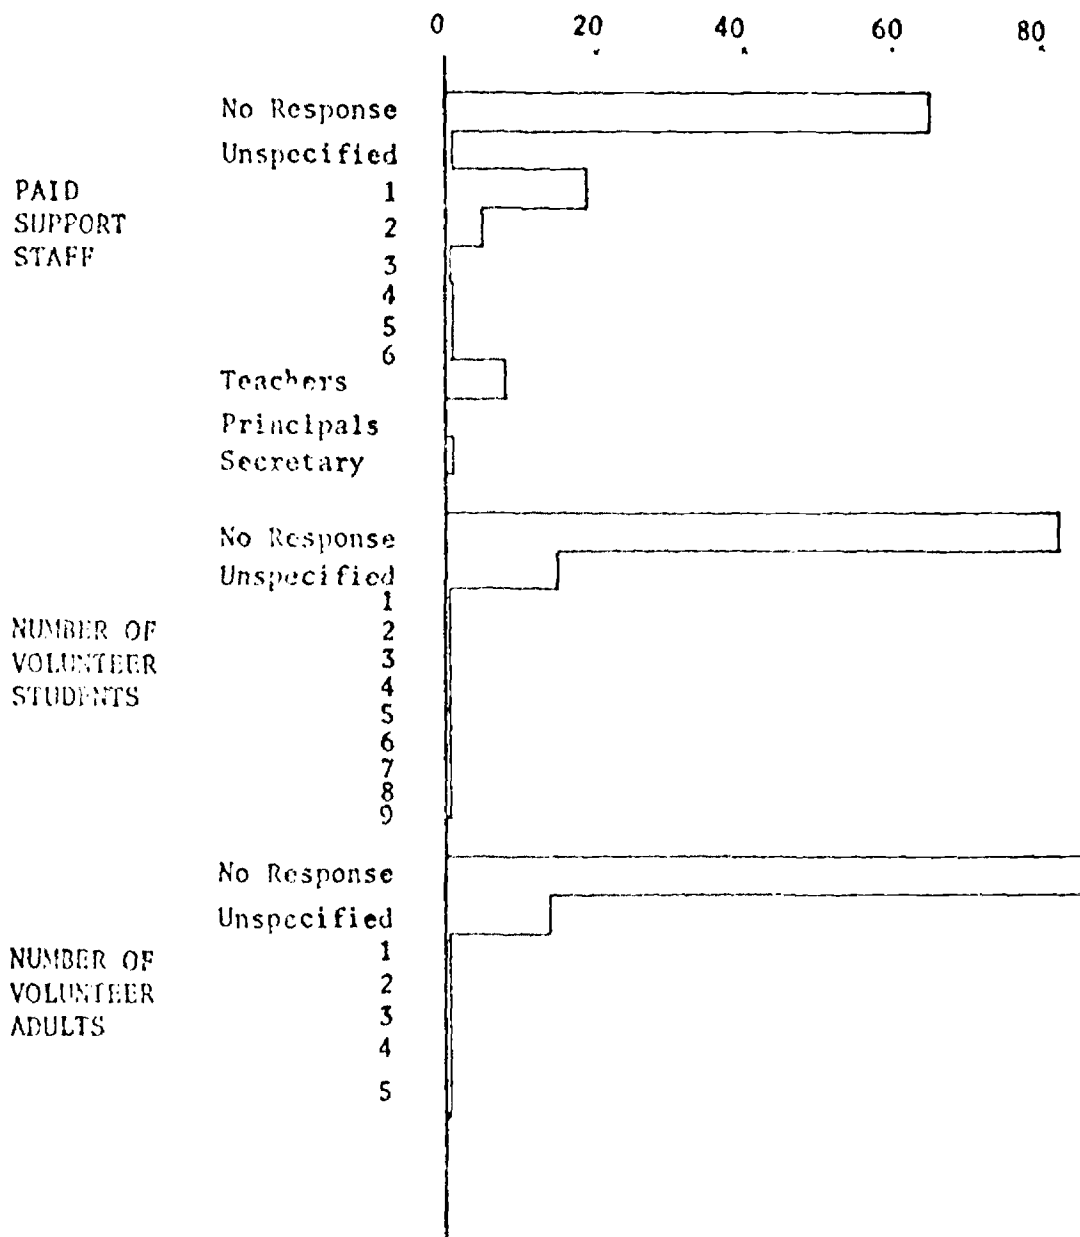 0 20 40 60 80
No Response
Unspecified
PAID
SUPPORT
STAFF
1
2
3
4
5
6
Teachers
Principals
Secretary
No Response
Unspecified
NUMBER OF
VOLUNTEER
STUDENTS
1
2
3
4
5
6
7
8
9
No Response
Unspecified
NUMBER OF
VOLUNTEER
ADULTS
1
2
3
4
5